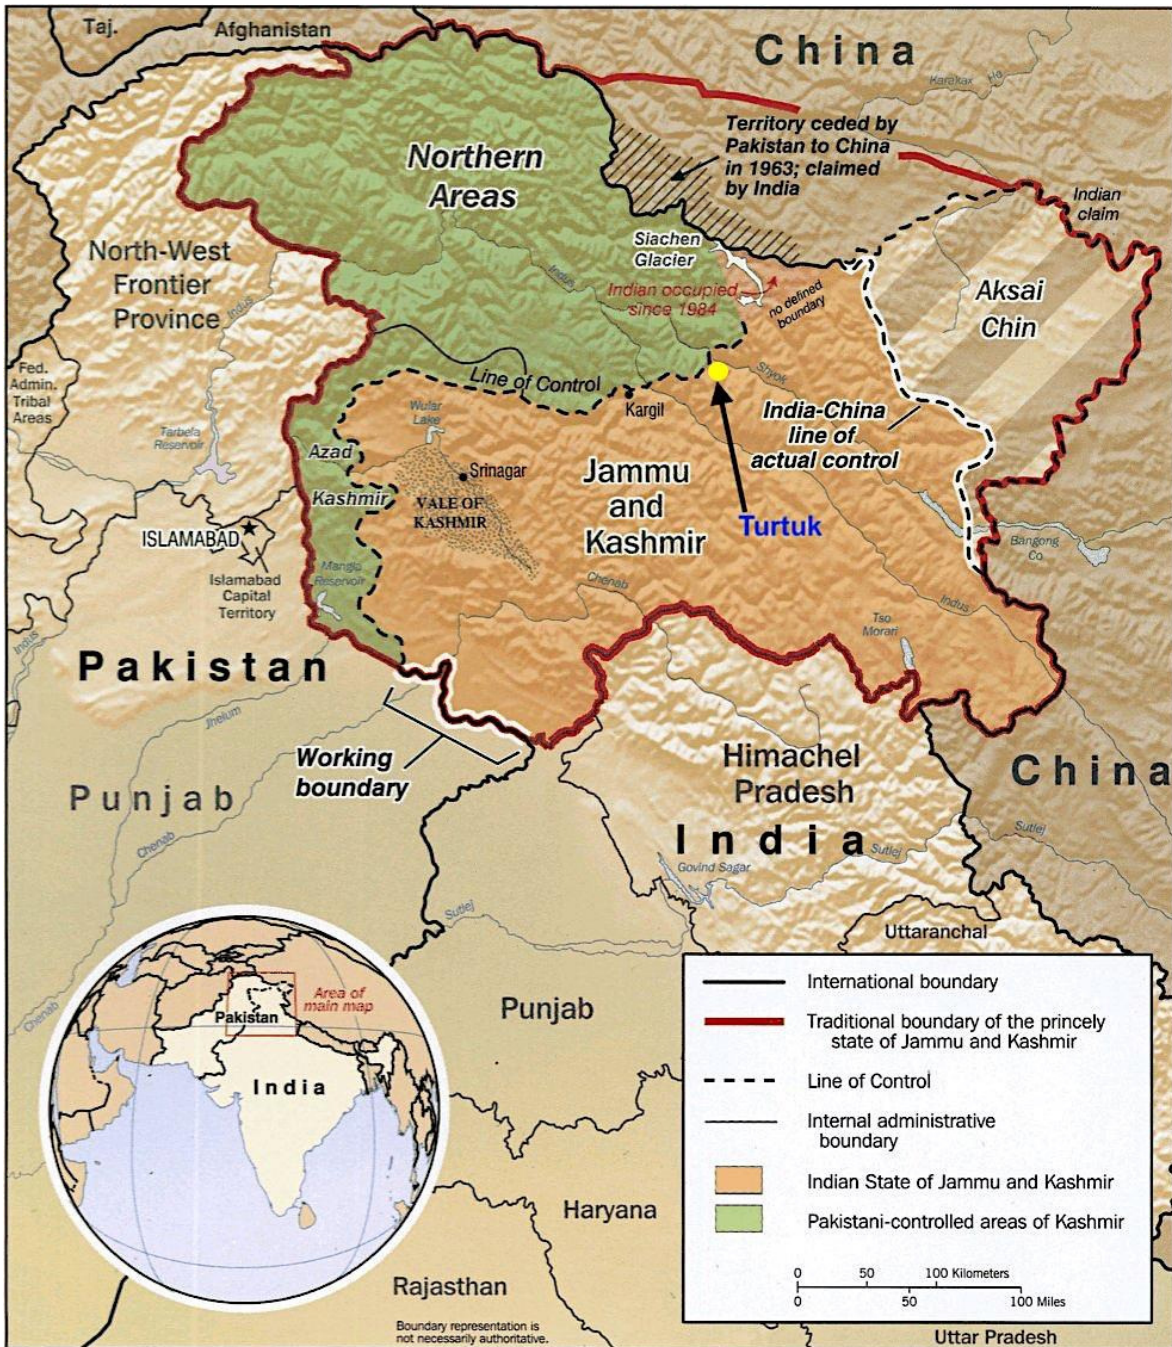 Taj.
Afghanistan
China
Karakax He
Territory ceded by
Pakistan to China
in 1963; claimed
by India
Northern
Areas
Indian
claim
North-West
Frontier
Province
Indus
Siachen
Glacier
Indus
Indian occupied
since 1984
no defined
boundary
Aksai
Chin
Fed.
Admin.
Tribal
Areas
Line of Control
Kargil
Shyok
India-China
line of
actual control
Tarbela
Reservoir
Wular
Lake
Azad
Kashmir
Srinagar
VALE OF
KASHMIR
Jammu
and
Kashmir
Turtuk
ISLAMABAD
Islamabad
Capital
Territory
Mangla
Reservoir
Bangong
Co
Chenab
Indus
Tso
Morari
Indus
Pakistan
Jhelum
Working
boundary
Punjab
Chenab
Himachel
Pradesh
China
India
Sutlej
Sutlej
Govind Sagar
Sutlej
Uttaranchal
Chenab
Area of
main map
Pakistan
India
Punjab
Haryana
Rajasthan
Boundary representation is
not necessarily authoritative.
International boundary
Traditional boundary of the princely
state of Jammu and Kashmir
Line of Control
Internal administrative
boundary
Indian State of Jammu and Kashmir
Pakistani-controlled areas of Kashmir
0 50 100 Kilometers
0 50 100 Miles
Uttar Pradesh